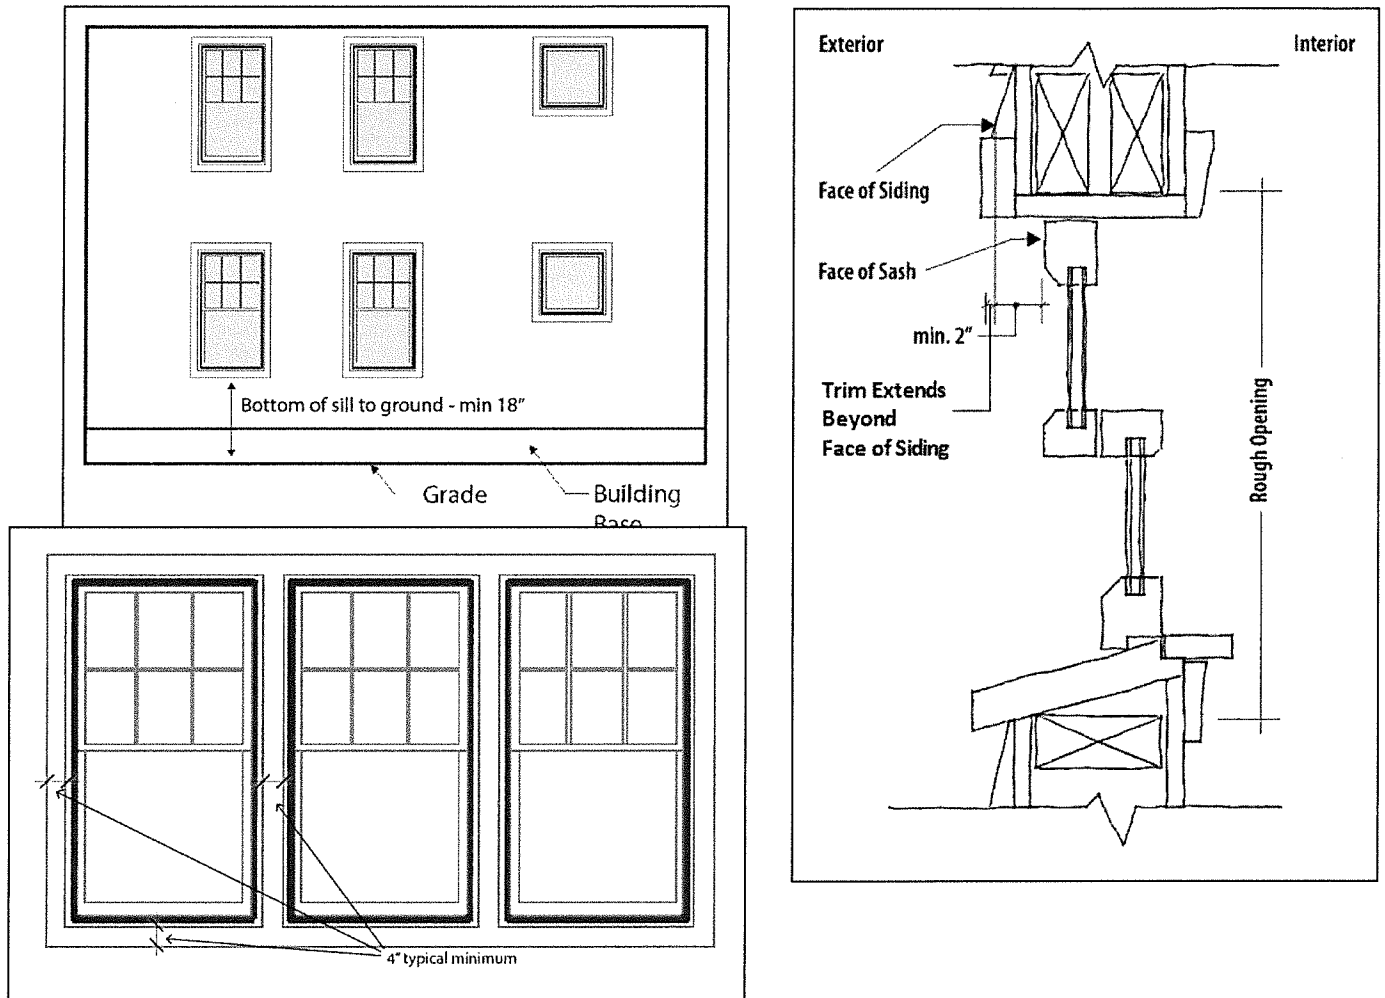 Bottom of sill to ground - min 18"
Grade
Building
Base
4" typical minimum
Exterior
Interior
Face of Siding
Face of Sash
min. 2"
Trim Extends
Beyond
Face of Siding
Rough Opening